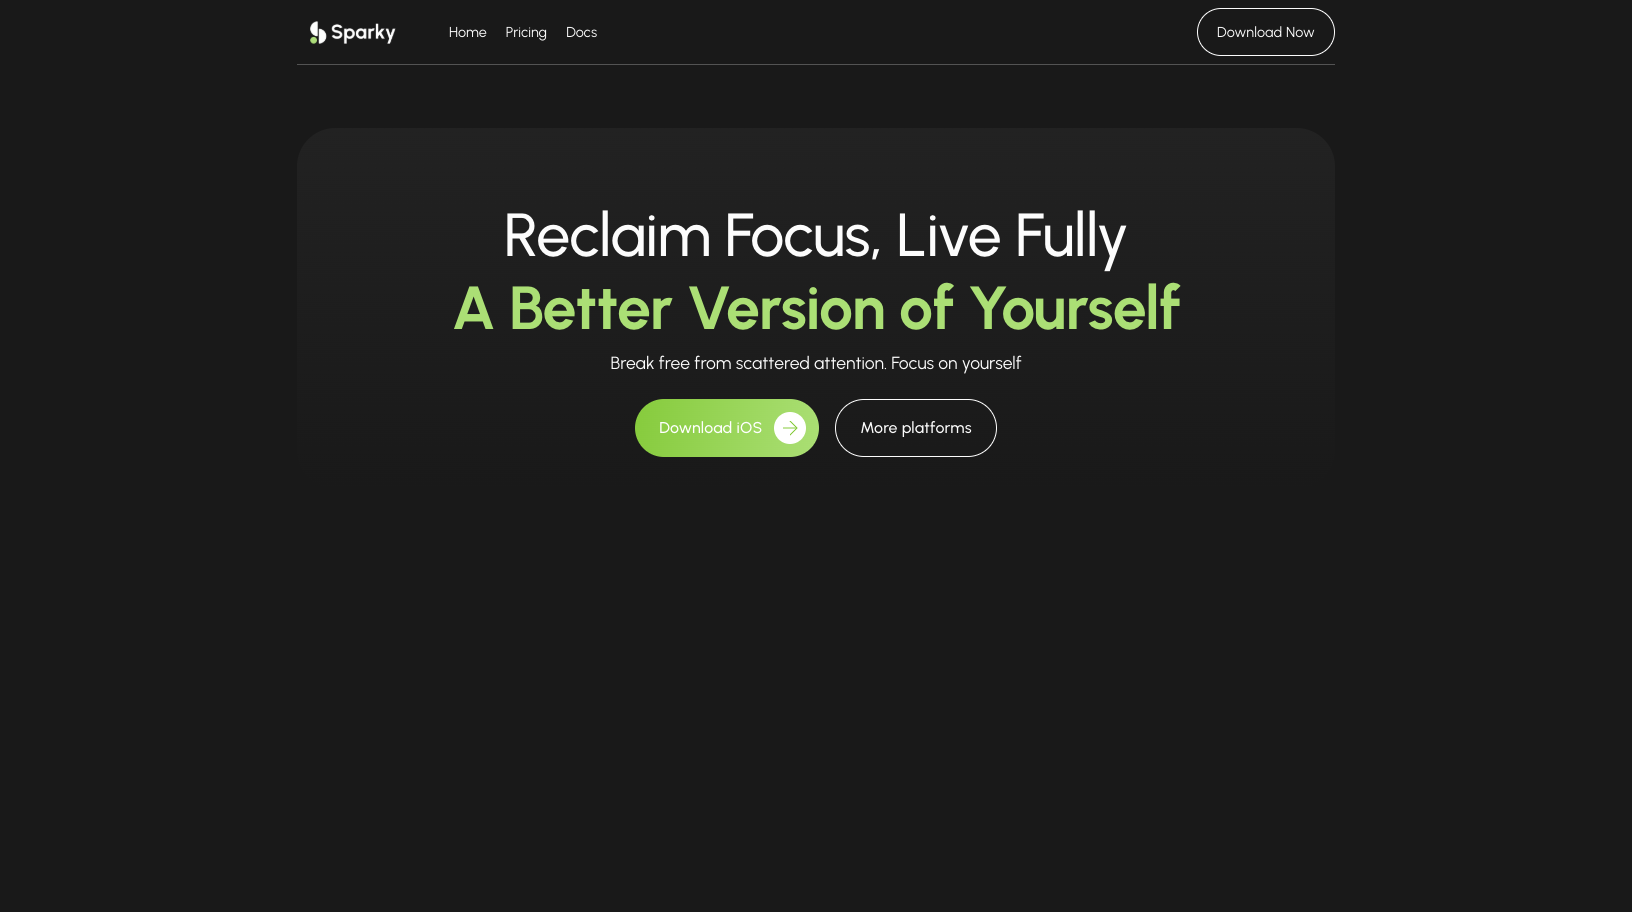 Sparky
Home
Pricing
Docs
Download Now
Reclaim Focus, Live Fully
A Better Version of Yourself
Break free from scattered attention. Focus on yourself
Download iOS
More platforms